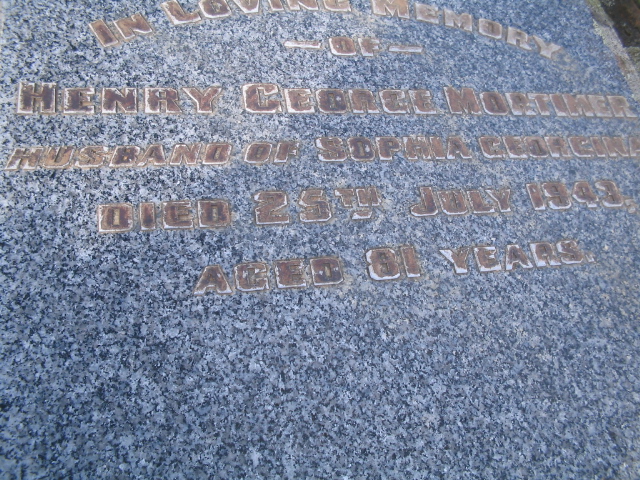 In Loving Memory
— of —
Henry George Mortimer
Husband of Sophia Georgina
Died 25th July 1943,
Aged 81 Years.